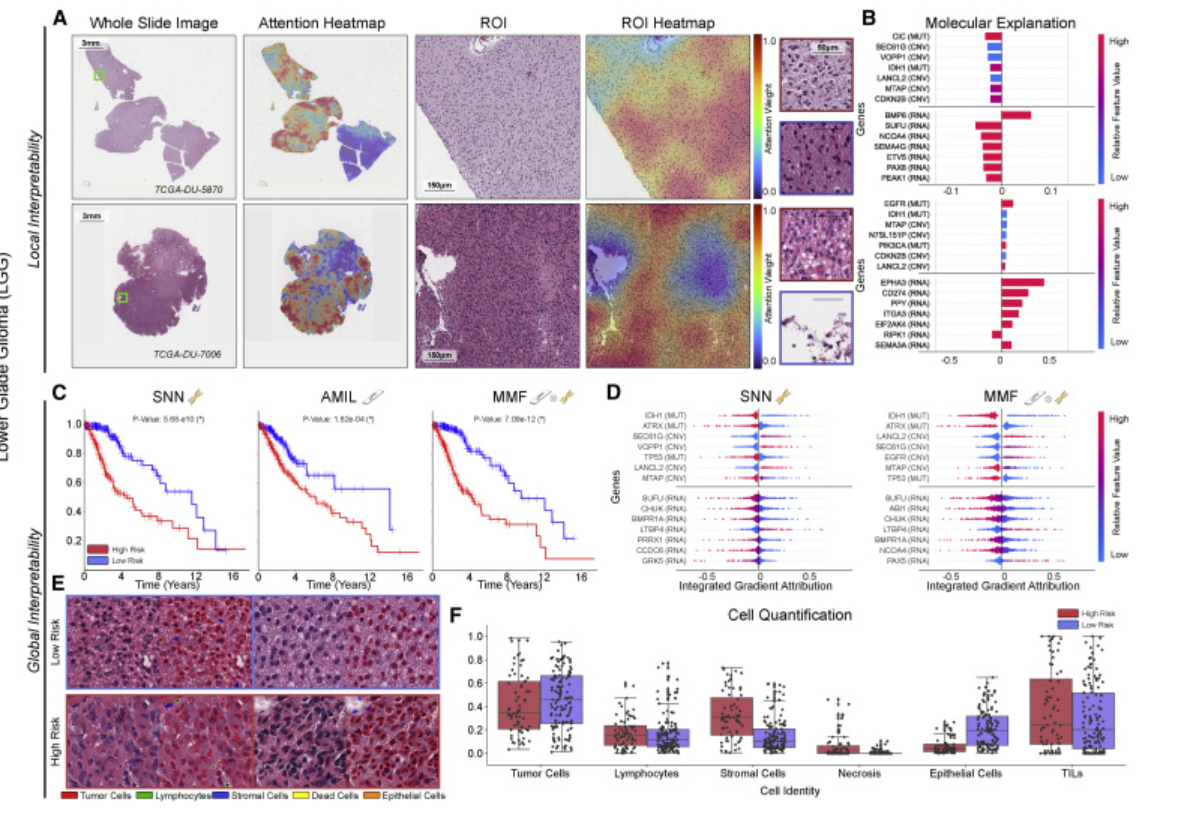 A
Whole Slide Image
Attention Heatmap
ROI
ROI Heatmap
B
Molecular Explanation
Lower Grade Glioma (LGG)
Local Interpretability
3mm
TCGA-DU-5870
150μm
1.0
Attention Weight
0.0
50μm
Genes
CIC (MUT)
SEC61G (CNV)
VOPP1 (CNV)
IDH1 (MUT)
LANCL2 (CNV)
MTAP (CNV)
CDKN2B (CNV)
BMP6 (RNA)
SUFU (RNA)
NCOA4 (RNA)
SEMA4G (RNA)
ETV5 (RNA)
PAX6 (RNA)
PEAK1 (RNA)
-0.1 0 0.1
High
Relative Feature Value
Low
3mm
TCGA-DU-7006
150μm
1.0
Attention Weight
0.0
Genes
EGFR (MUT)
IDH1 (MUT)
MTAP (CNV)
PIK3CA (MUT)
CDKN2B (CNV)
LANCL2 (CNV)
EPHA3 (RNA)
CD274 (RNA)
PPY (RNA)
ITGA3 (RNA)
EIF2AK4 (RNA)
RIPK1 (RNA)
SEMA3A (RNA)
-0.5 0 0.5
High
Relative Feature Value
Low
Global Interpretability
C
SNN
P-Value: 5.68-e10 (*)
1.0
0.8
0.6
0.4
0.2
High Risk
Low Risk
0 4 8 12 16
Time (Years)
AMIL
P-Value: 1.62e-04 (*)
0 4 8 12 16
Time (Years)
MMF
P-Value: 7.06e-12 (*)
0 4 8 12 16
Time (Years)
D
SNN
Genes
IDH1 (MUT)
ATRX (MUT)
SEC61G (CNV)
VOPP1 (CNV)
TP53 (MUT)
LANCL2 (CNV)
MTAP (CNV)
SUFU (RNA)
CHUK (RNA)
BMPR1A (RNA)
LTBP4 (RNA)
PRRX1 (RNA)
CCDC6 (RNA)
GRK5 (RNA)
-0.5 0 0.5
Integrated Gradient Attribution
MMF
IDH1 (MUT)
ATRX (MUT)
LANCL2 (CNV)
SEC61G (CNV)
EGFR (CNV)
MTAP (CNV)
TP53 (MUT)
SUFU (RNA)
ABI1 (RNA)
CHUK (RNA)
LTBP4 (RNA)
BMPR1A (RNA)
NCOA4 (RNA)
PAX5 (RNA)
-0.5 0 0.5
Integrated Gradient Attribution
High
Relative Feature Value
Low
E
Low Risk
High Risk
Tumor Cells
Lymphocytes
Stromal Cells
Dead Cells
Epithelial Cells
F
Cell Quantification
High Risk
Low Risk
1.0
0.8
0.6
0.4
0.2
0.0
Tumor Cells
Lymphocytes
Stromal Cells
Necrosis
Epithelial Cells
TILs
Cell Identity